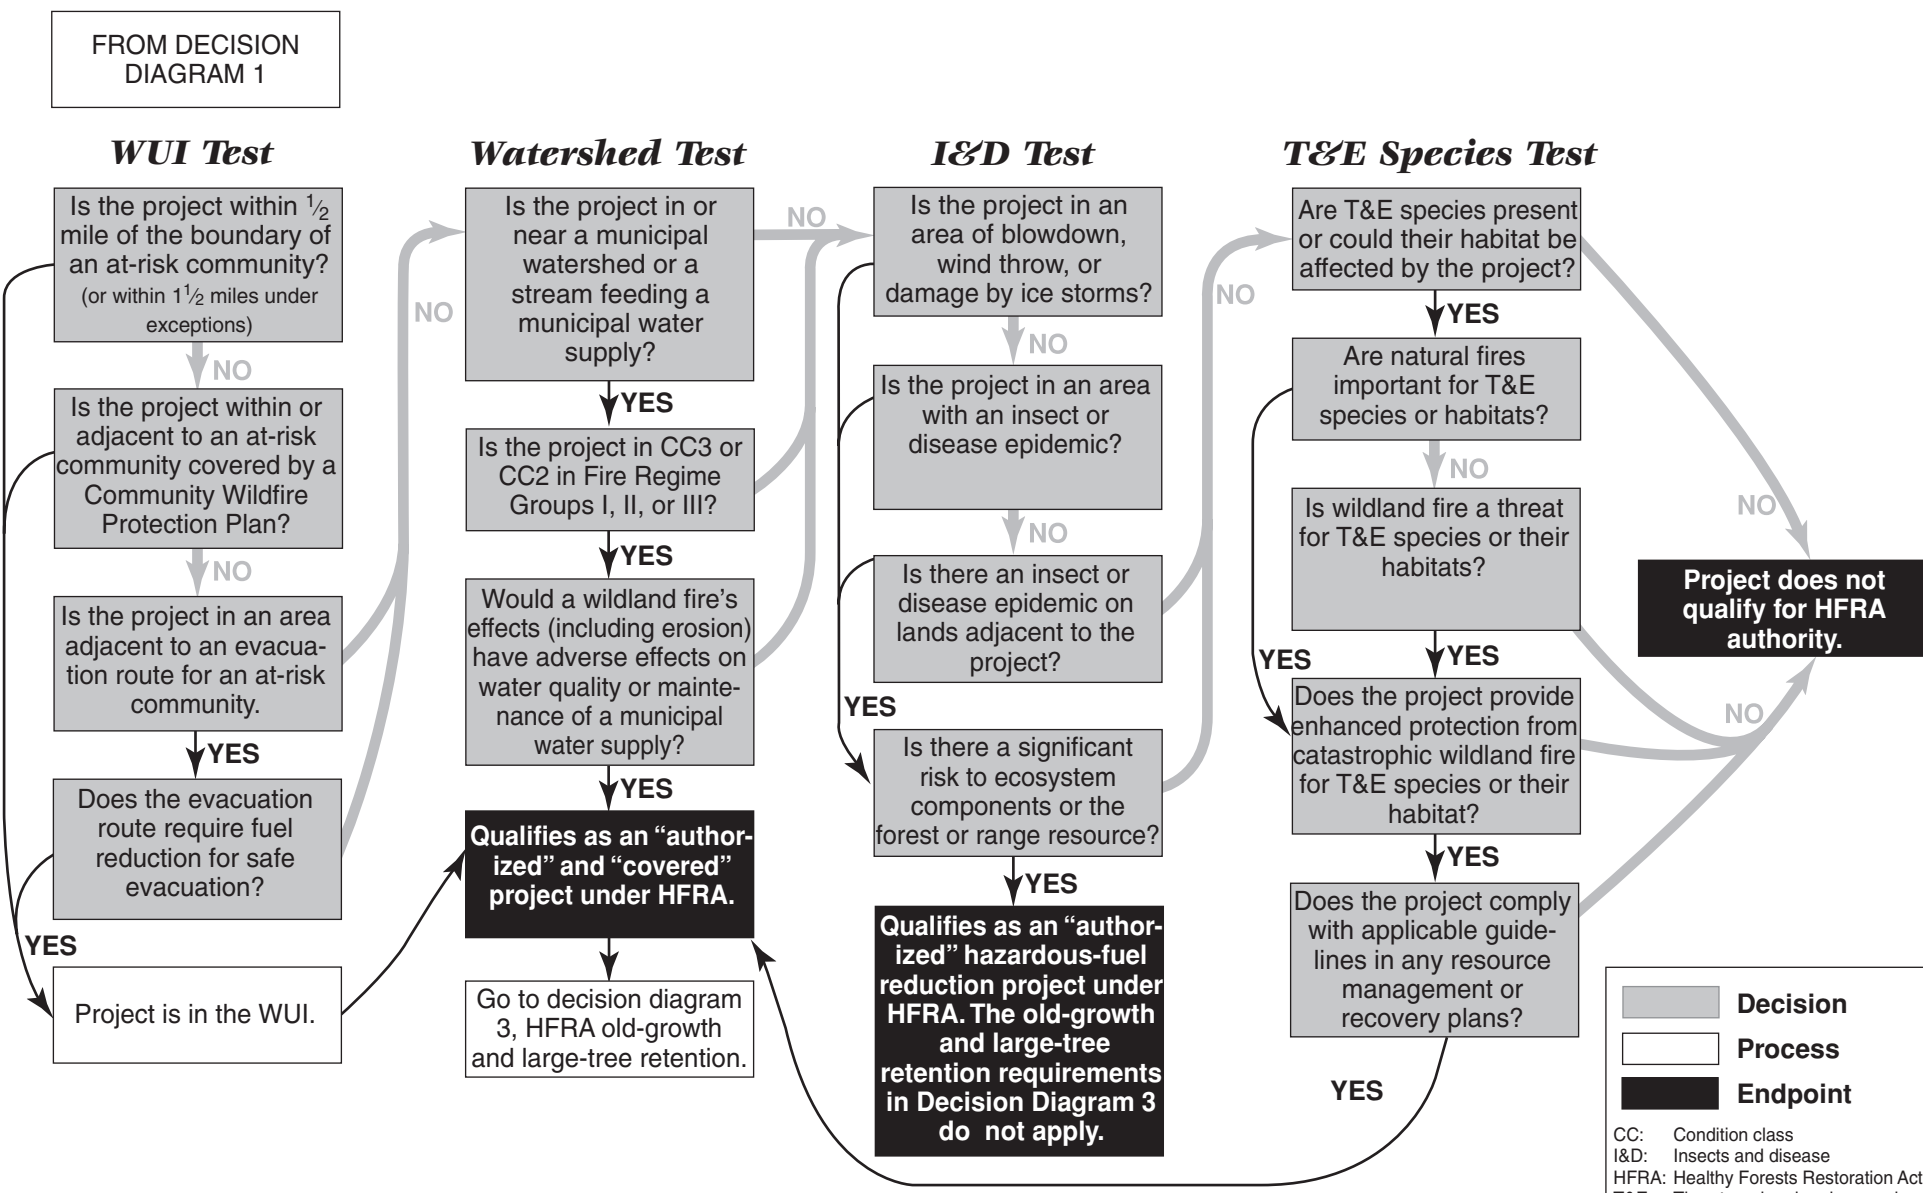 FROM DECISION
DIAGRAM 1
WUI Test
Is the project within 1/2
mile of the boundary of
an at-risk community?
(or within 1 1/2 miles under
exceptions)
NO
Is the project within or
adjacent to an at-risk
community covered by a
Community Wildfire
Protection Plan?
NO
Is the project in an area
adjacent to an evacua-
tion route for an at-risk
community.
YES
Does the evacuation
route require fuel
reduction for safe
evacuation?
YES
Project is in the WUI.
NO
Watershed Test
Is the project in or
near a municipal
watershed or a
stream feeding a
municipal water
supply?
NO
YES
Is the project in CC3 or
CC2 in Fire Regime
Groups I, II, or III?
YES
Would a wildland fire's
effects (including erosion)
have adverse effects on
water quality or mainte-
nance of a municipal
water supply?
YES
Qualifies as an “author-
ized” and “covered”
project under HFRA.
Go to decision diagram
3, HFRA old-growth
and large-tree retention.
I&D Test
Is the project in an
area of blowdown,
wind throw, or
damage by ice storms?
NO
Is the project in an area
with an insect or
disease epidemic?
NO
Is there an insect or
disease epidemic on
lands adjacent to the
project?
YES
Is there a significant
risk to ecosystem
components or the
forest or range resource?
YES
Qualifies as an “author-
ized” hazardous-fuel
reduction project under
HFRA. The old-growth
and large-tree
retention requirements
in Decision Diagram 3
do not apply.
NO
T&E Species Test
Are T&E species present
or could their habitat be
affected by the project?
YES
Are natural fires
important for T&E
species or habitats?
NO
Is wildland fire a threat
for T&E species or their
habitats?
YES
YES
Does the project provide
enhanced protection from
catastrophic wildland fire
for T&E species or their
habitat?
YES
Does the project comply
with applicable guide-
lines in any resource
management or
recovery plans?
YES
NO
Project does not
qualify for HFRA
authority.
NO
Decision
Process
Endpoint
CC: Condition class
I&D: Insects and disease
HFRA: Healthy Forests Restoration Act